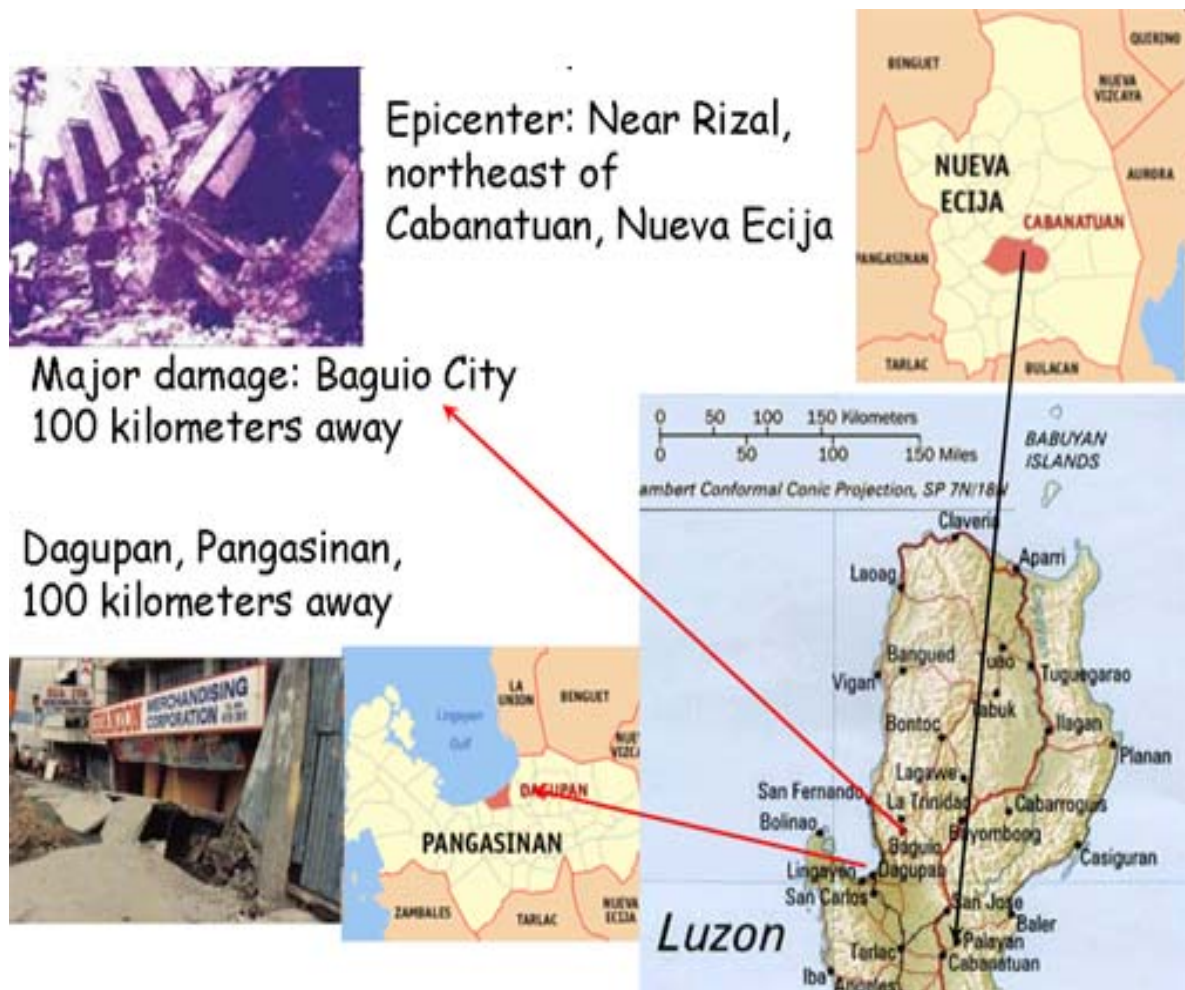 Epicenter: Near Rizal,
northeast of
Cabanatuan, Nueva Ecija
BENGUET
QUIRINO
NUEVA
VIZCAYA
NUEVA
ECIJA
AURORA
CABANATUAN
PANGASINAN
TARLAC
BULACAN
Major damage: Baguio City
100 kilometers away
Dagupan, Pangasinan,
100 kilometers away
MERCHANDISING
CORPORATION
LA
UNION
BENGUET
Lingayen
Gulf
DAGUPAN
PANGASINAN
ZAMBALES
TARLAC
NUEVA
ECIJA
0 50 100 150 Kilometers
0 50 100 150 Miles
ambert Conformal Conic Projection, SP 7N/18N
BABUYAN
ISLANDS
Claveria
Aparri
Laoag
Bangued
Tuguegarao
Vigan
Tabuk
Bontoc
Ilagan
Planan
Lagawe
San Fernando
La Trinidad
Cabarroguis
Bolinao
Bayombong
Baguio
Casiguran
Lingayen
Dagupan
San Carlos
San Jose
Baler
Luzon
Palayan
Tarlac
Cabanatuan
Iba
Angeles